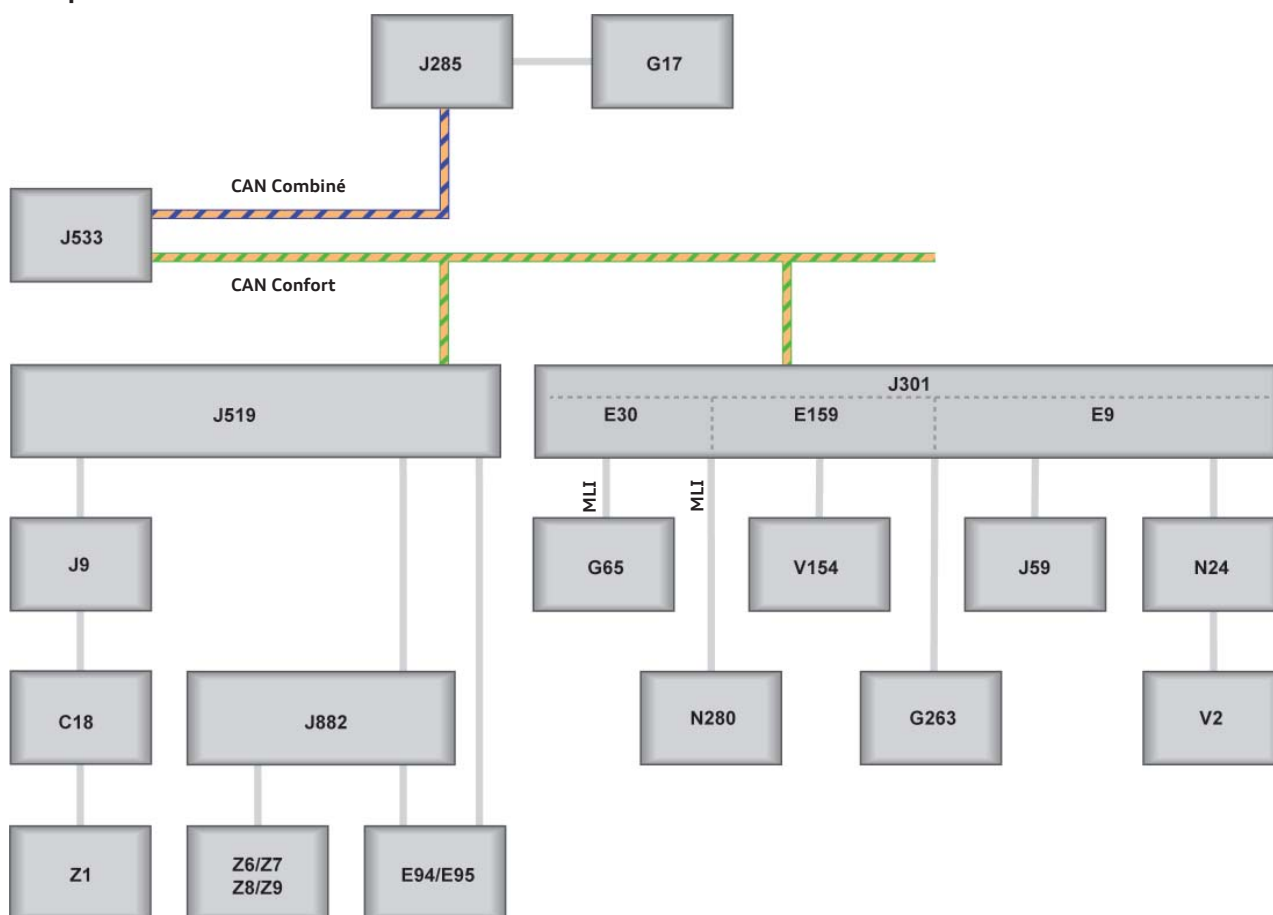 J285
G17
CAN Combiné
J533
CAN Confort
J301
J519
E30
E159
E9
MLI
MLI
J9
G65
V154
J59
N24
C18
J882
N280
G263
V2
Z1
Z6/Z7
Z8/Z9
E94/E95